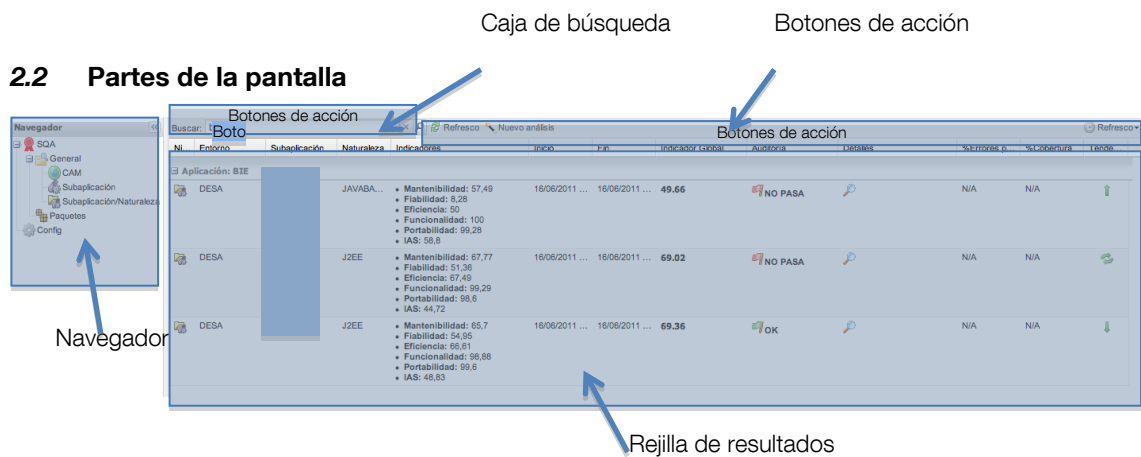 Caja de búsqueda Botones de acción
2.2 Partes de la pantalla
Botones de acción
Navegador
Buscar: Boto Refresco Nuevo análisis Botones de acción Refresco
Ni... Entorno Subaplicación Naturaleza Indicadores Inicio Fin Indicador Global Auditoría Detalles %Errores p... %Cobertura Tende...
SQA
General
CAM
Subaplicación
Subaplicación/Naturaleza
Paquetes
Config
Aplicación: BIE
DESA JAVABA... • Mantenibilidad: 57,49 16/06/2011 ... 16/06/2011 ... 49.66 NO PASA N/A N/A
• Fiabilidad: 8,28
• Eficiencia: 50
• Funcionalidad: 100
• Portabilidad: 99,28
• IAS: 58,8
DESA J2EE • Mantenibilidad: 67,77 16/06/2011 ... 16/06/2011 ... 69.02 NO PASA N/A N/A
• Fiabilidad: 51,36
• Eficiencia: 67,49
• Funcionalidad: 99,29
• Portabilidad: 98,6
• IAS: 44,72
DESA J2EE • Mantenibilidad: 65,7 16/06/2011 ... 16/06/2011 ... 69.36 OK N/A N/A
• Fiabilidad: 54,95
• Eficiencia: 66,61
• Funcionalidad: 98,88
• Portabilidad: 99,6
• IAS: 48,83
Navegador
Rejilla de resultados